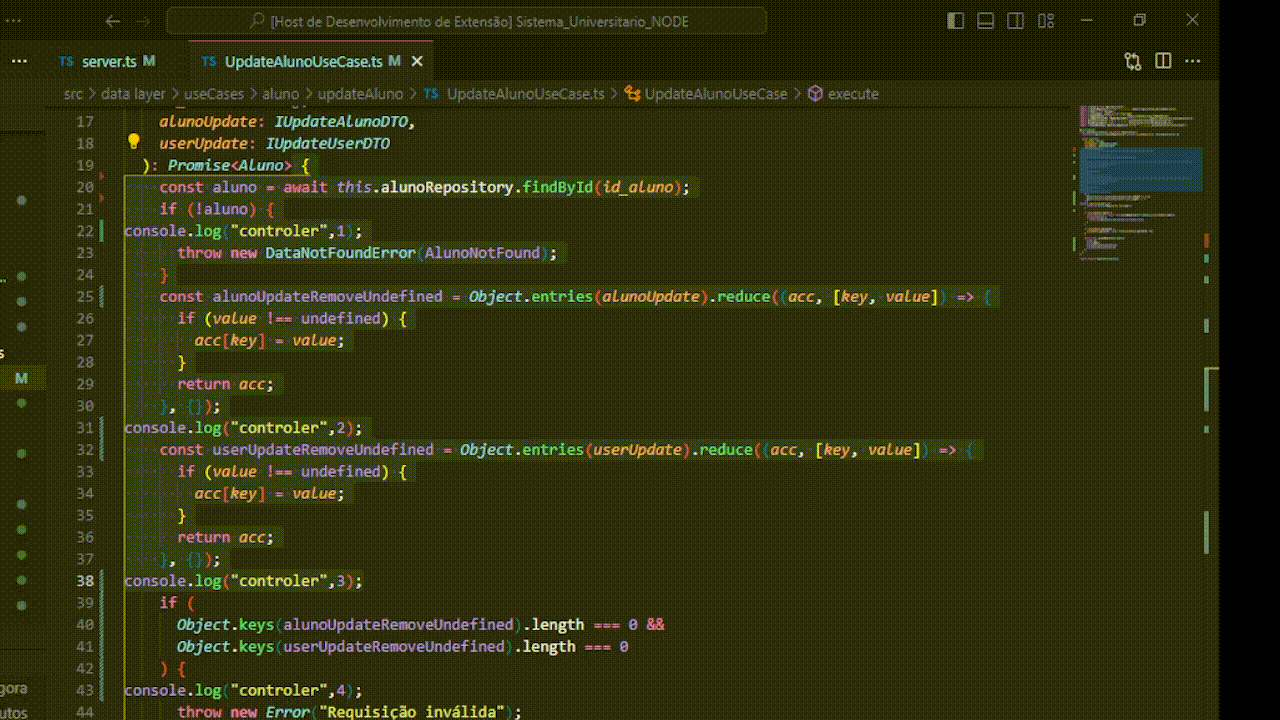 [Host de Desenvolvimento de Extensão] Sistema_Universitario_NODE
TS server.ts M TS UpdateAlunoUseCase.ts M
src > data layer > useCases > aluno > updateAluno > TS UpdateAlunoUseCase.ts > UpdateAlunoUseCase > execute
17 alunoUpdate: IUpdateAlunoDTO,
18 userUpdate: IUpdateUserDTO
19 ): Promise<Aluno> {
20 const aluno = await this.alunoRepository.findById(id_aluno);
21 if (!aluno) {
22 console.log("controler",1);
23 throw new DataNotFoundError(AlunoNotFound);
24 }
25 const alunoUpdateRemoveUndefined = Object.entries(alunoUpdate).reduce((acc, [key, value]) => {
26 if (value !== undefined) {
27 acc[key] = value;
28 }
29 return acc;
30 }, {});
31 console.log("controler",2);
32 const userUpdateRemoveUndefined = Object.entries(userUpdate).reduce((acc, [key, value]) => {
33 if (value !== undefined) {
34 acc[key] = value;
35 }
36 return acc;
37 }, {});
38 console.log("controler",3);
39 if (
40 Object.keys(alunoUpdateRemoveUndefined).length === 0 &&
41 Object.keys(userUpdateRemoveUndefined).length === 0
42 ) {
43 console.log("controler",4);
44 throw new Error("Requisição inválida");
M
gora
utos